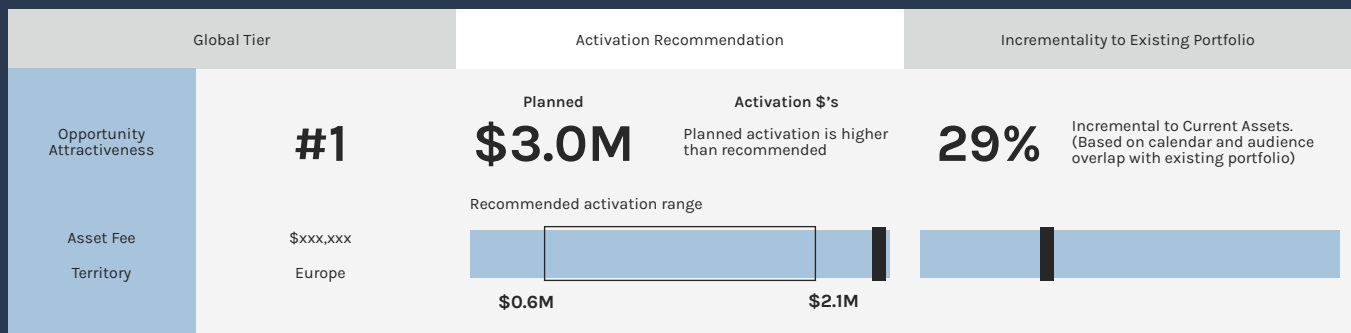 Global Tier
Activation Recommendation
Incrementality to Existing Portfolio
Opportunity
Attractiveness
#1
Planned
$3.0M
Activation $’s
Planned activation is higher
than recommended
29%
Incremental to Current Assets.
(Based on calendar and audience
overlap with existing portfolio)
Recommended activation range
Asset Fee
$xxx,xxx
Territory
Europe
$0.6M
$2.1M